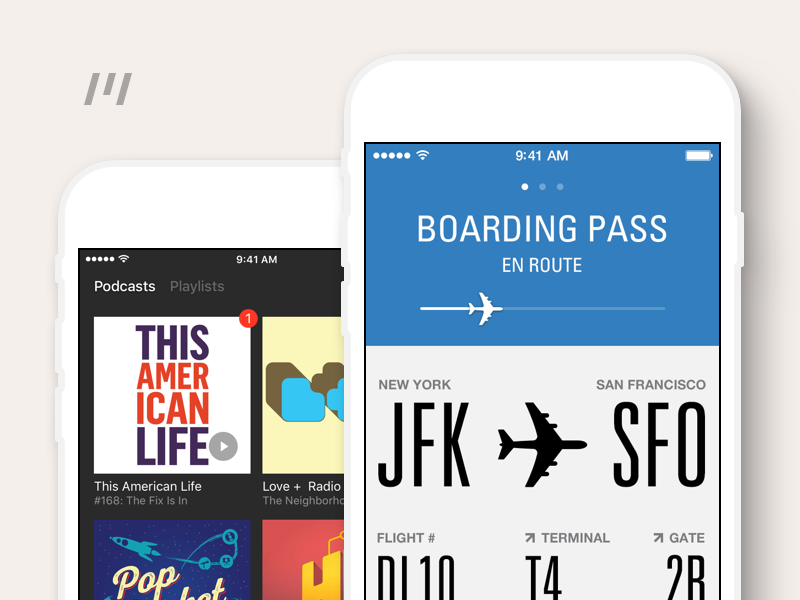 9:41 AM
Podcasts Playlists
1
THIS
AMER
ICAN
LIFE
This American Life
#168: The Fix Is In
Love + Radio
The
Pop
9:41 AM
BOARDING PASS
EN ROUTE
NEW YORK
SAN FRANCISCO
JFK
SFO
FLIGHT #
TERMINAL
GATE
DL10
T4
2B